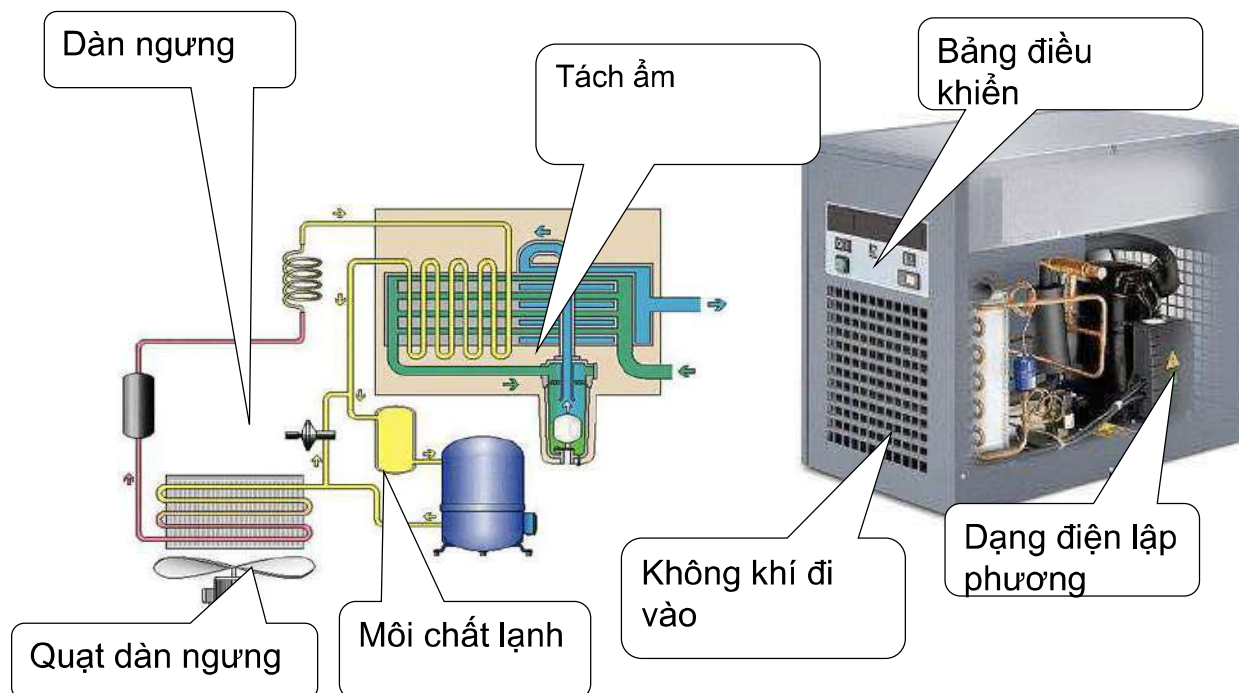 Dàn ngưng
Tách ẩm
Bảng điều
khiển
Không khí đi
vào
Dạng điện lập
phương
Môi chất lạnh
Quạt dàn ngưng